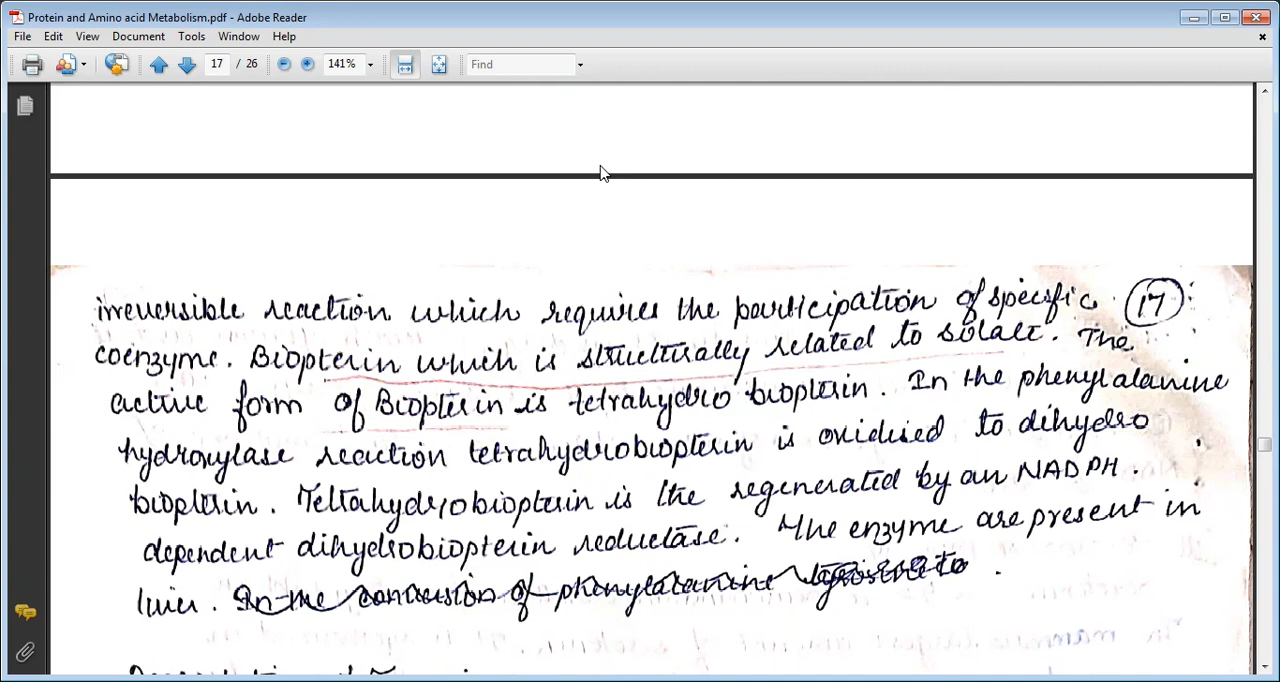 Protein and Amino acid Metabolism.pdf - Adobe Reader
File Edit View Document Tools Window Help
17 / 26 141% Find
irreversible reaction which requires the participation of specific (17)
coenzyme. Biopterin which is structurally related to solate. The
active form of Biopterin is tetrahydro biopterin. In the phenylalanine
hydroxylase reaction tetrahydrobiopterin is oxidised to dihydro
biopterin. Tetrahydrobiopterin is the regenerated by an NADPH.
dependent dihydrobiopterin reductase. The enzyme are present in
liver. In the conversion of phenylalanine to